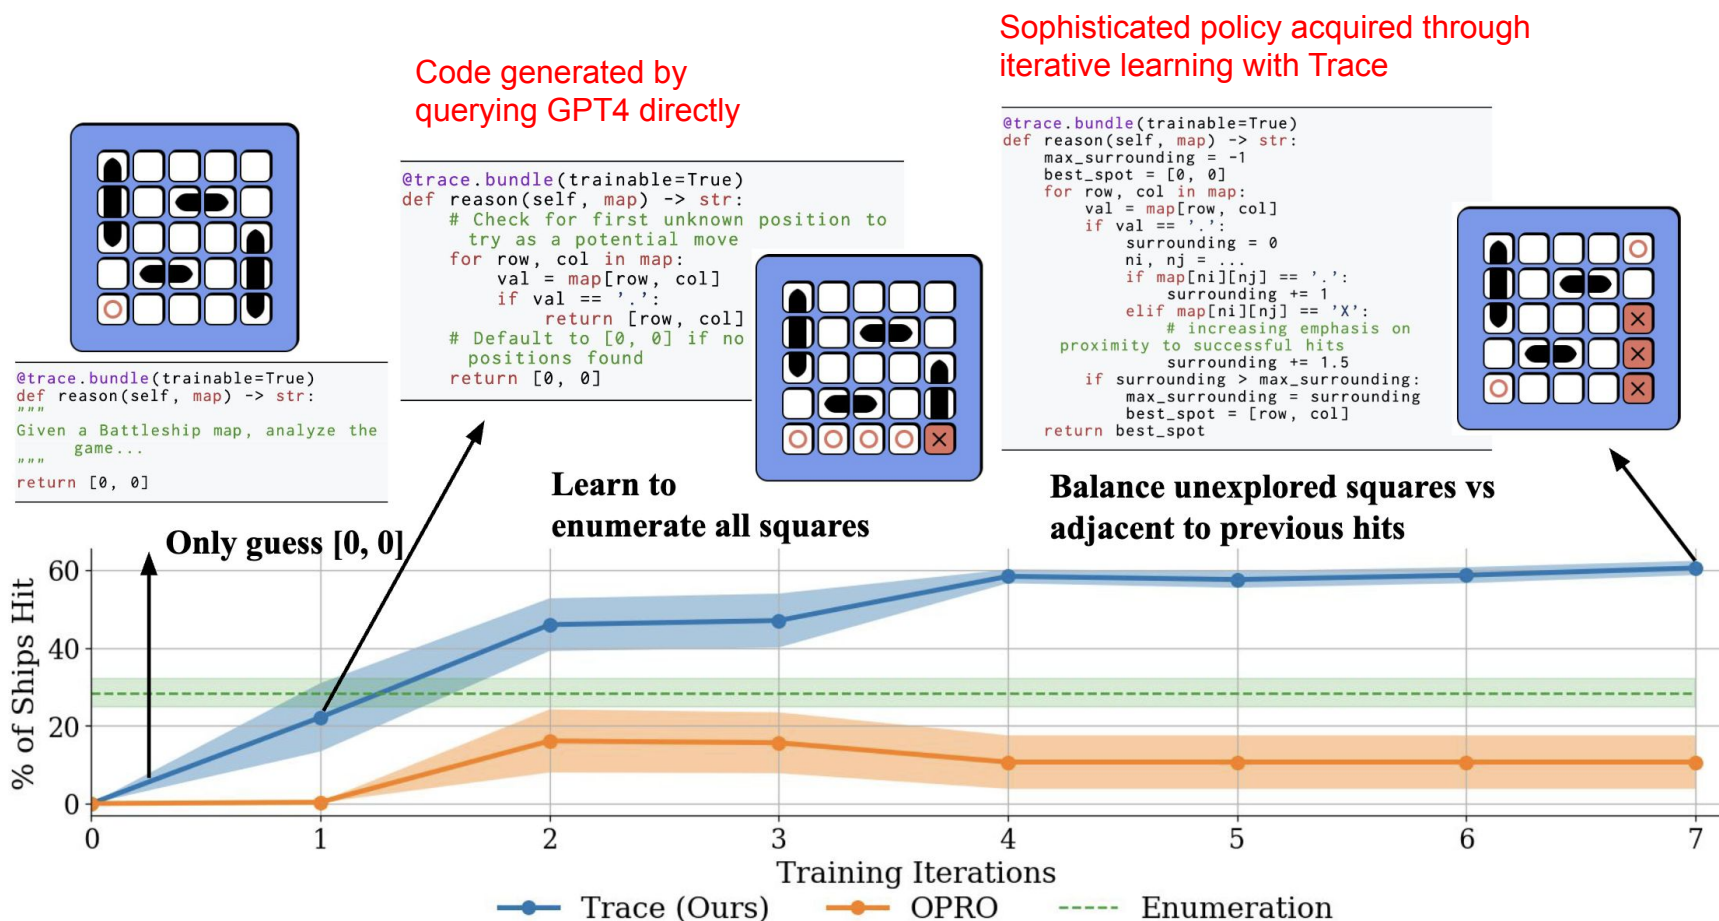 Sophisticated policy acquired through
iterative learning with Trace
Code generated by
querying GPT4 directly
@trace.bundle(trainable=True)
def reason(self, map) -> str:
"""
Given a Battleship map, analyze the
game...
"""
return [0, 0]
Only guess [0, 0]
@trace.bundle(trainable=True)
def reason(self, map) -> str:
# Check for first unknown position to
try as a potential move
for row, col in map:
val = map[row, col]
if val == '.':
return [row, col]
# Default to [0, 0] if no
positions found
return [0, 0]
Learn to
enumerate all squares
@trace.bundle(trainable=True)
def reason(self, map) -> str:
max_surrounding = -1
best_spot = [0, 0]
for row, col in map:
val = map[row, col]
if val == '.':
surrounding = 0
ni, nj = ...
if map[ni][nj] == '.':
surrounding += 1
elif map[ni][nj] == 'X':
# increasing emphasis on
proximity to successful hits
surrounding += 1.5
if surrounding > max_surrounding:
max_surrounding = surrounding
best_spot = [row, col]
return best_spot
Balance unexplored squares vs
adjacent to previous hits
% of Ships Hit
60
40
20
0
0 1 2 3 4 5 6 7
Training Iterations
Trace (Ours) OPRO Enumeration